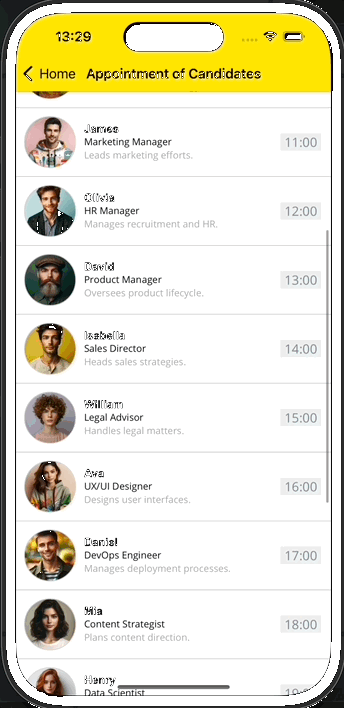 13:29
Home Appointment of Candidates
James
Marketing Manager
Leads marketing efforts.
11:00
Olivia
HR Manager
Manages recruitment and HR.
12:00
David
Product Manager
Oversees product lifecycle.
13:00
Isabella
Sales Director
Heads sales strategies.
14:00
William
Legal Advisor
Handles legal matters.
15:00
Ava
UX/UI Designer
Designs user interfaces.
16:00
Daniel
DevOps Engineer
Manages deployment processes.
17:00
Mia
Content Strategist
Plans content direction.
18:00
Henry
Data Scientist